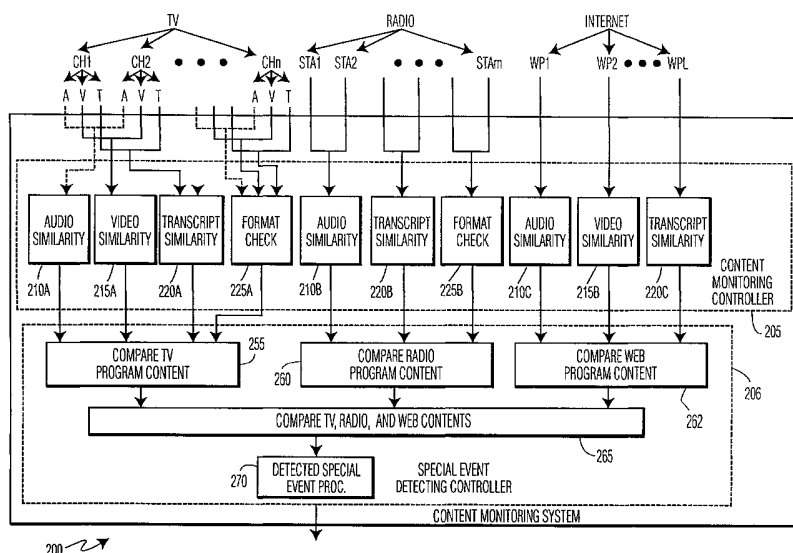 TV RADIO INTERNET
CH1 CH2 • • • CHn STA1 STA2 • • • STAm WP1 WP2 ••• WPL
A V T A V T A V T
AUDIO SIMILARITY
VIDEO SIMILARITY
TRANSCRIPT SIMILARITY
FORMAT CHECK
AUDIO SIMILARITY
TRANSCRIPT SIMILARITY
FORMAT CHECK
AUDIO SIMILARITY
VIDEO SIMILARITY
TRANSCRIPT SIMILARITY
210A 215A 220A 225A 210B 220B 225B 210C 215B 220C
CONTENT
MONITORING
CONTROLLER
205
COMPARE TV
PROGRAM CONTENT
255
COMPARE RADIO
PROGRAM CONTENT
260
COMPARE WEB
PROGRAM CONTENT
262
206
COMPARE TV, RADIO, AND WEB CONTENTS
265
270
DETECTED SPECIAL
EVENT PROC.
SPECIAL EVENT
DETECTING CONTROLLER
CONTENT MONITORING SYSTEM
200